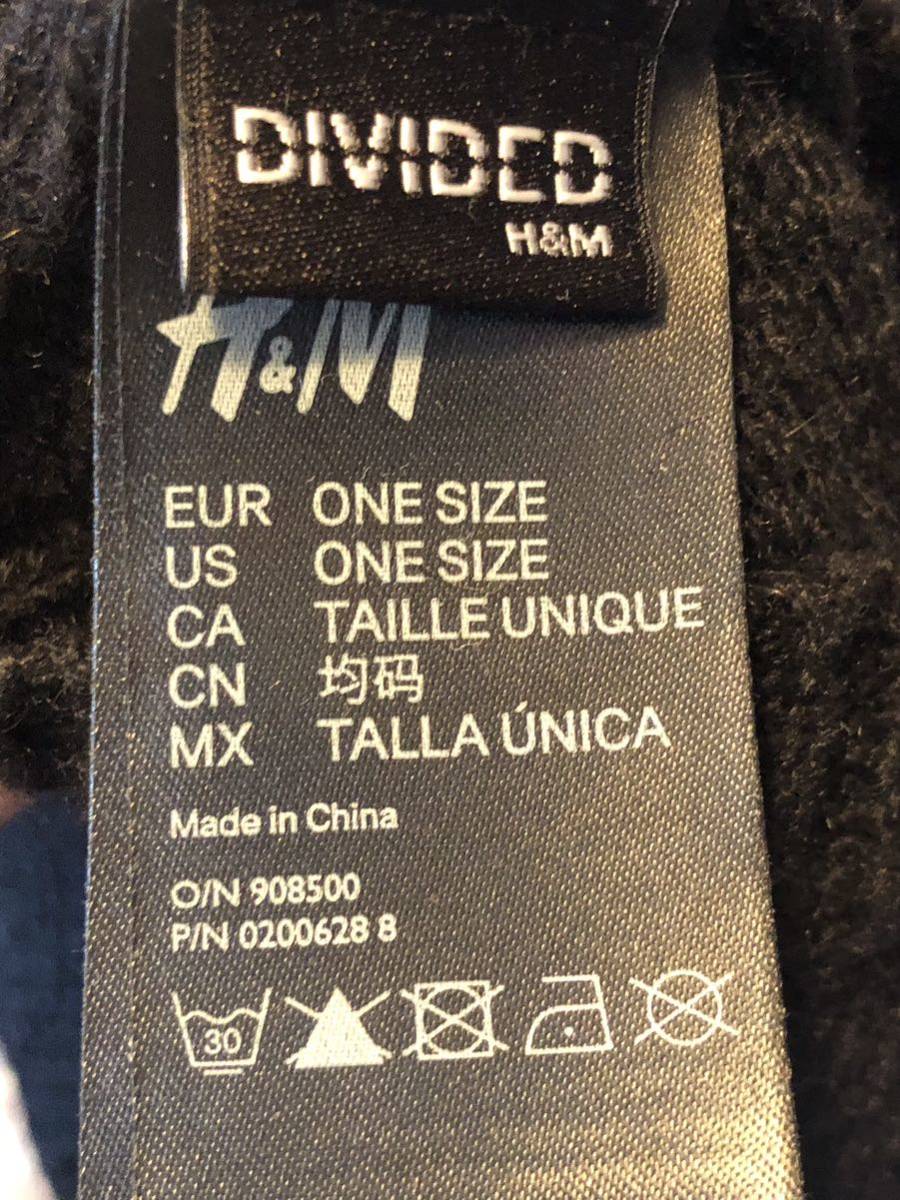 DIVIDED
H&M
H&M
EUR ONE SIZE
US ONE SIZE
CA TAILLE UNIQUE
CN 均码
MX TALLA ÚNICA
Made in China
O/N 908500
P/N 0200628 8
30